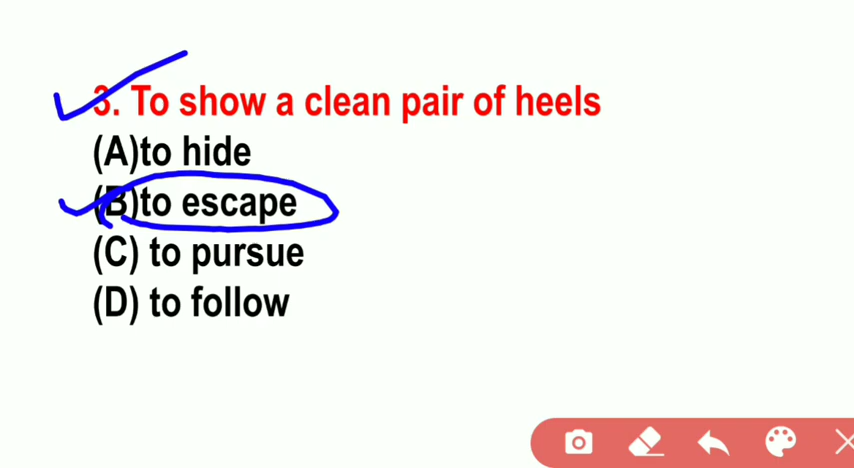 3. To show a clean pair of heels
(A)to hide
(B)to escape
(C) to pursue
(D) to follow